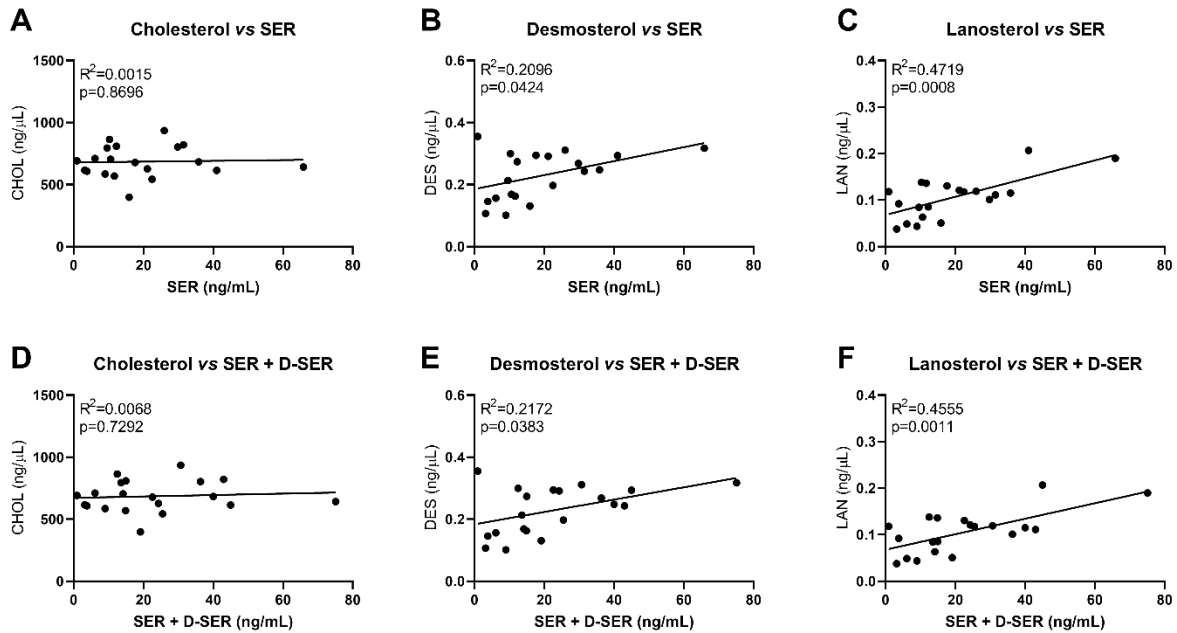 A
Cholesterol vs SER
R²=0.0015
p=0.8696
CHOL (ng/μL)
1500
1000
500
0
0 20 40 60 80
SER (ng/mL)
B
Desmosterol vs SER
R²=0.2096
p=0.0424
DES (ng/μL)
0.6
0.4
0.2
0.0
0 20 40 60 80
SER (ng/mL)
C
Lanosterol vs SER
R²=0.4719
p=0.0008
LAN (ng/μL)
0.4
0.3
0.2
0.1
0.0
0 20 40 60 80
SER (ng/mL)
D
Cholesterol vs SER + D-SER
R²=0.0068
p=0.7292
CHOL (ng/μL)
1500
1000
500
0
0 20 40 60 80
SER + D-SER (ng/mL)
E
Desmosterol vs SER + D-SER
R²=0.2172
p=0.0383
DES (ng/μL)
0.6
0.4
0.2
0.0
0 20 40 60 80
SER + D-SER (ng/mL)
F
Lanosterol vs SER + D-SER
R²=0.4555
p=0.0011
LAN (ng/μL)
0.4
0.3
0.2
0.1
0.0
0 20 40 60 80
SER + D-SER (ng/mL)